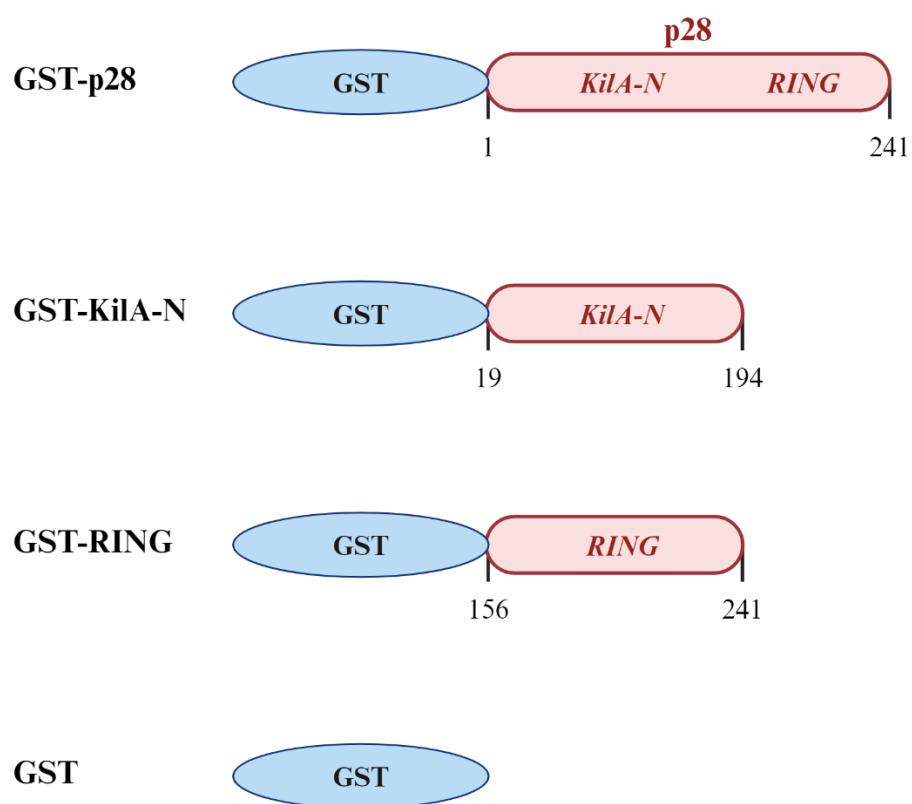 p28
GST-p28 GST KilA-N RING
1 241
GST-KilA-N GST KilA-N
19 194
GST-RING GST RING
156 241
GST GST